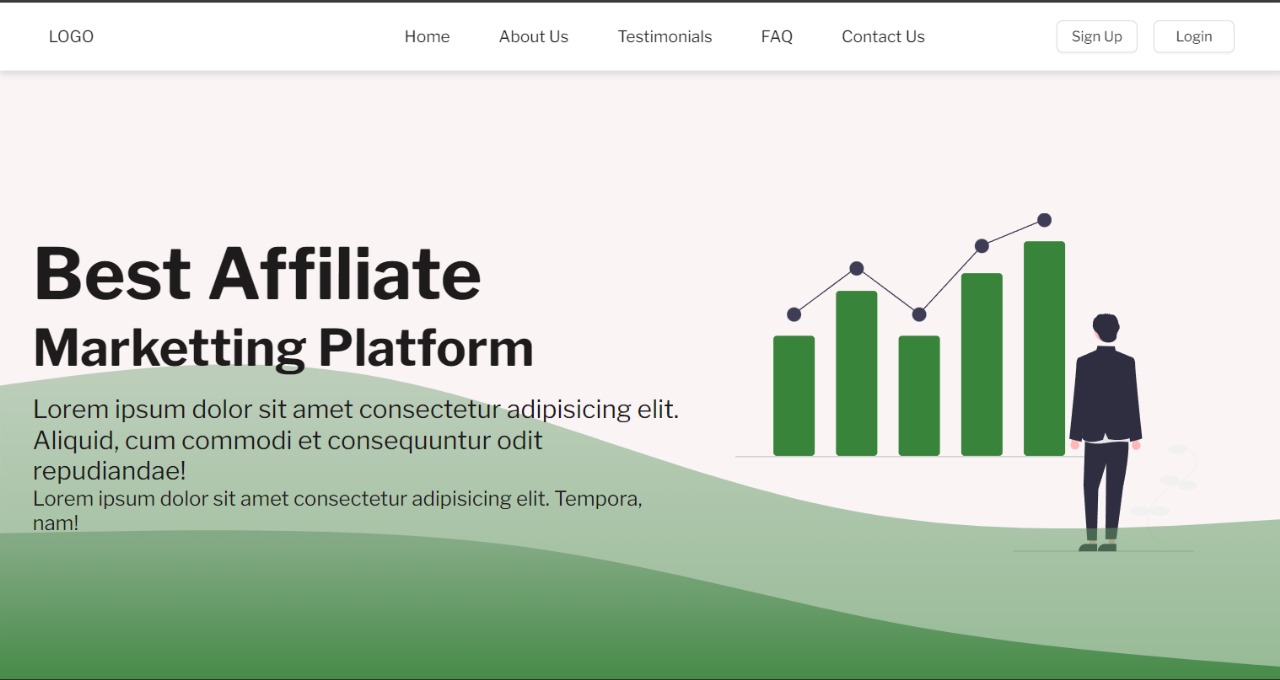 LOGO
Home
About Us
Testimonials
FAQ
Contact Us
Sign Up
Login
Best Affiliate
Marketting Platform
Lorem ipsum dolor sit amet consectetur adipisicing elit.
Aliquid, cum commodi et consequuntur odit
repudiandae!
Lorem ipsum dolor sit amet consectetur adipisicing elit. Tempora,
nam!